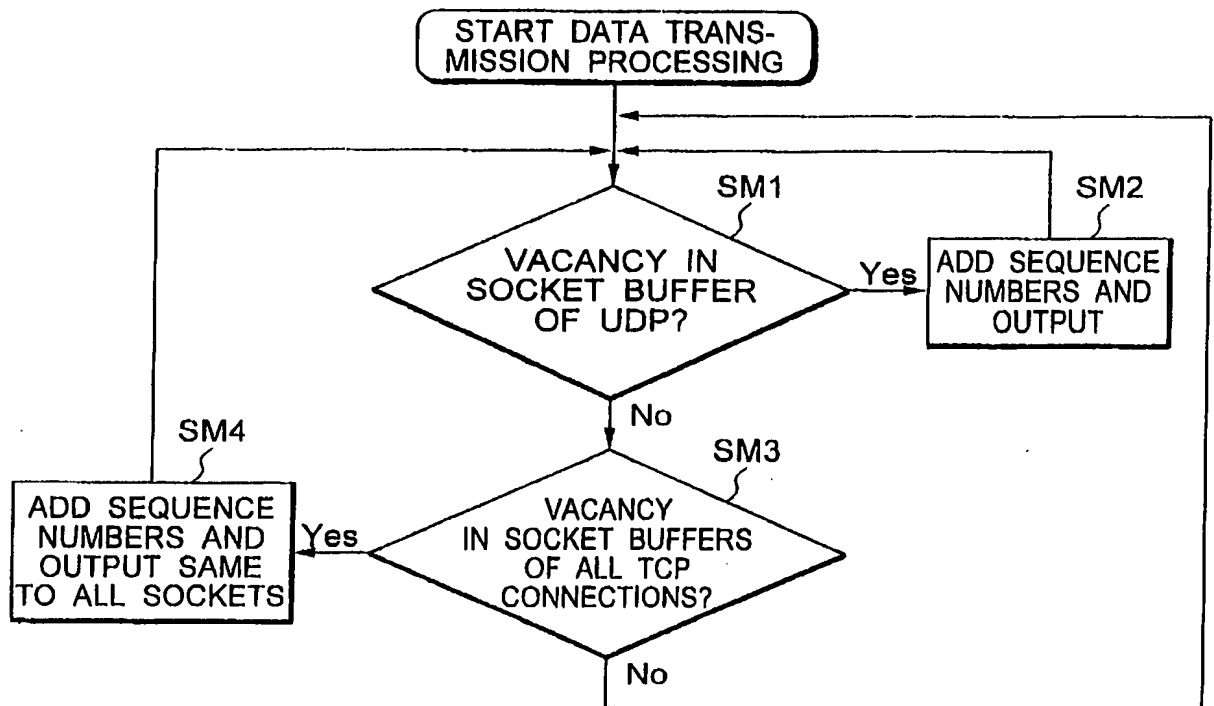 START DATA TRANS-
MISSION PROCESSING
SM1
VACANCY IN
SOCKET BUFFER
OF UDP?
Yes
SM2
ADD SEQUENCE
NUMBERS AND
OUTPUT
No
SM3
VACANCY
IN SOCKET BUFFERS
OF ALL TCP
CONNECTIONS?
Yes
SM4
ADD SEQUENCE
NUMBERS AND
OUTPUT SAME
TO ALL SOCKETS
No